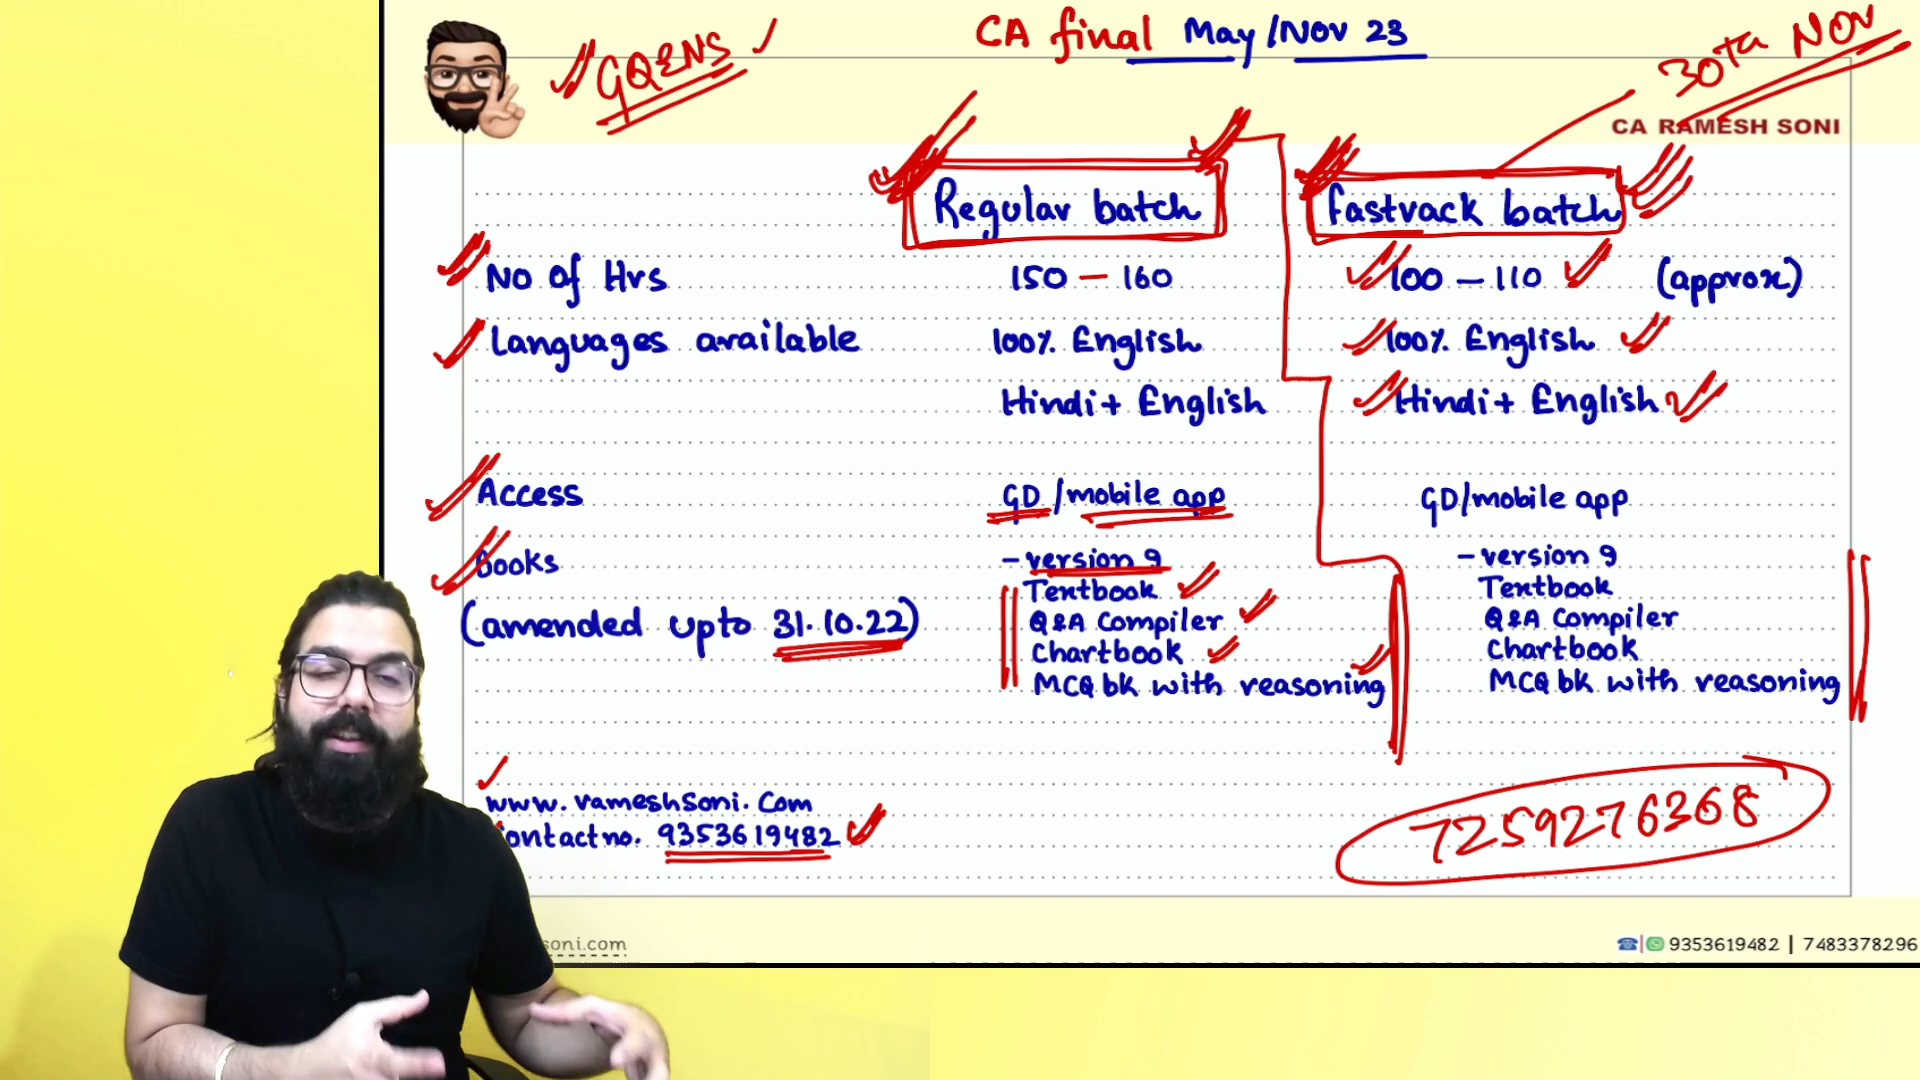 CA final May/Nov 23
GQENS
30TH NOV
CA RAMESH SONI
Regular batch fastrack batch
No of Hrs 150 – 160 100 – 110 (approx)
Languages available 100% English 100% English
Hindi + English Hindi + English
Access GD/mobile app GD/mobile app
Books – version 9 – version 9
Textbook Textbook
(amended upto 31.10.22) Q&A Compiler Q&A Compiler
Chartbook Chartbook
MCQ bk with reasoning MCQ bk with reasoning
www.rameshsoni.com
contact no. 9353619482 7259276368
soni.com 9353619482 | 7483378296